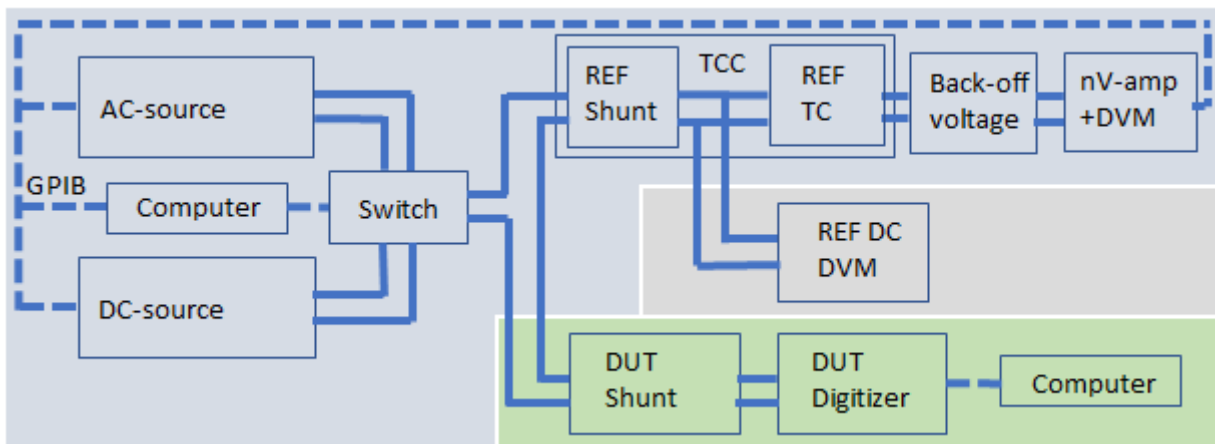 AC-source
GPIB
Computer
Switch
DC-source
REF
Shunt
TCC
REF
TC
Back-off
voltage
nV-amp
+DVM
REF DC
DVM
DUT
Shunt
DUT
Digitizer
Computer